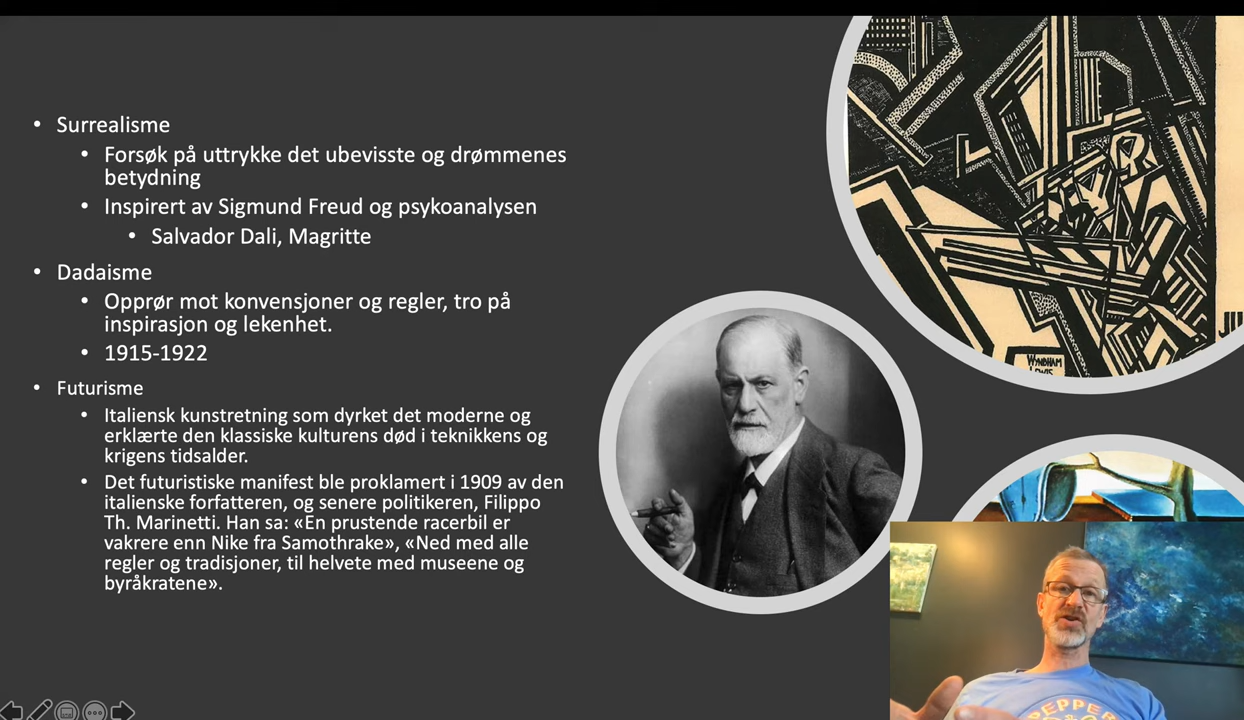 • Surrealisme
• Forsøk på uttrykke det ubevisste og drømmenes
betydning
• Inspirert av Sigmund Freud og psykoanalysen
• Salvador Dali, Magritte
• Dadaisme
• Opprør mot konvensjoner og regler, tro på
inspirasjon og lekenhet.
• 1915-1922
• Futurisme
• Italiensk kunstretning som dyrket det moderne og
erklærte den klassiske kulturens død i teknikkens og
krigens tidsalder.
• Det futuristiske manifest ble proklamert i 1909 av den
italienske forfatteren, og senere politikeren, Filippo
Th. Marinetti. Han sa: «En prustende racerbil er
vakrere enn Nike fra Samothrake», «Ned med alle
regler og tradisjoner, til helvete med museene og
byråkratene».
WYNDHAM
LEWIS
PEPPER